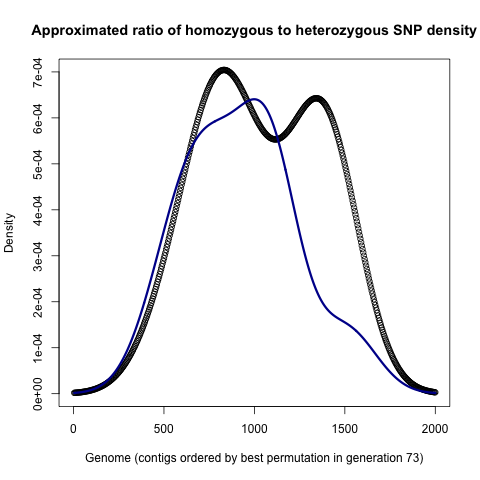 Approximated ratio of homozygous to heterozygous SNP density
Density
7e-04
6e-04
5e-04
4e-04
3e-04
2e-04
1e-04
0e+00
0 500 1000 1500 2000
Genome (contigs ordered by best permutation in generation 73)